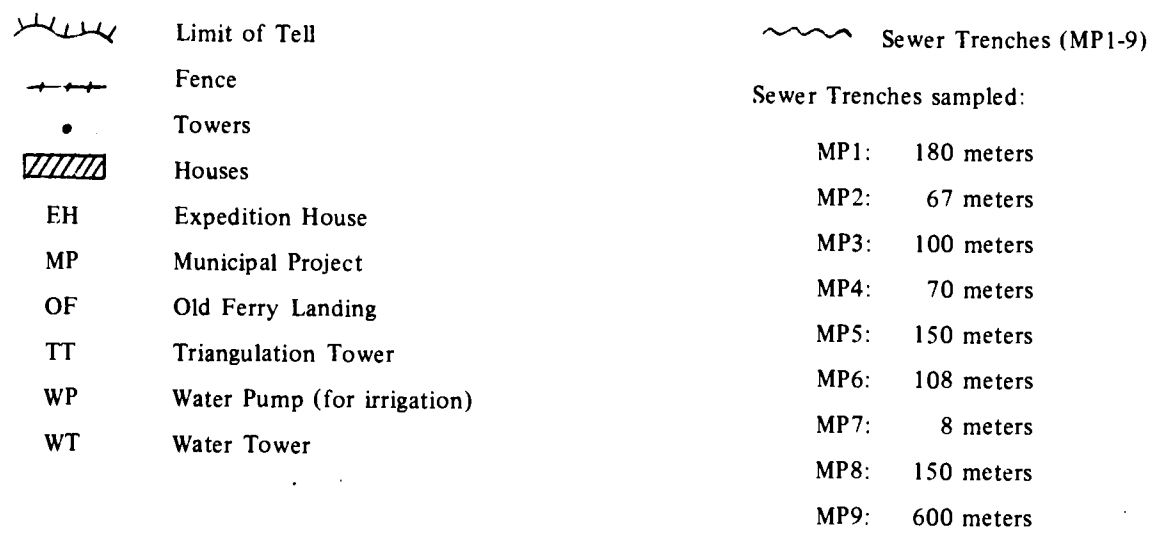 Limit of Tell
Fence
Towers
Houses
EH Expedition House
MP Municipal Project
OF Old Ferry Landing
TT Triangulation Tower
WP Water Pump (for irrigation)
WT Water Tower
Sewer Trenches (MP1-9)
Sewer Trenches sampled:
MP1: 180 meters
MP2: 67 meters
MP3: 100 meters
MP4: 70 meters
MP5: 150 meters
MP6: 108 meters
MP7: 8 meters
MP8: 150 meters
MP9: 600 meters